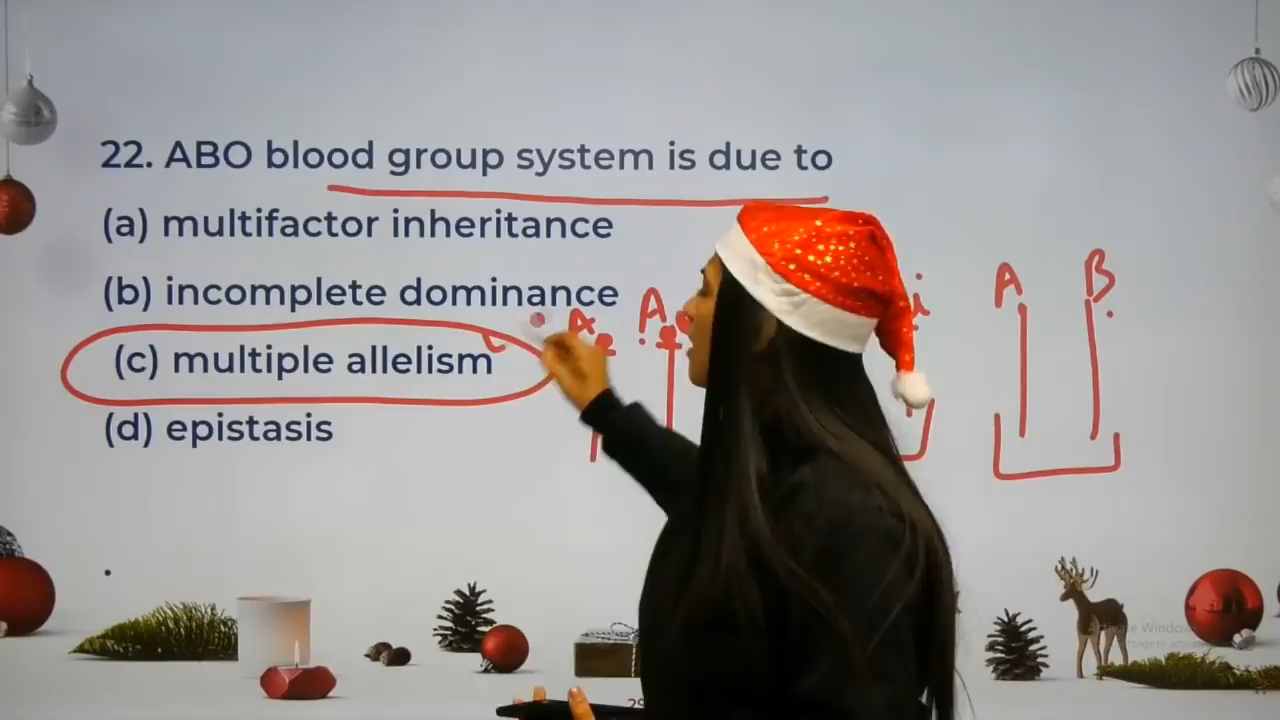 22. ABO blood group system is due to
(a) multifactor inheritance
(b) incomplete dominance
(c) multiple allelism
(d) epistasis
A A i A B